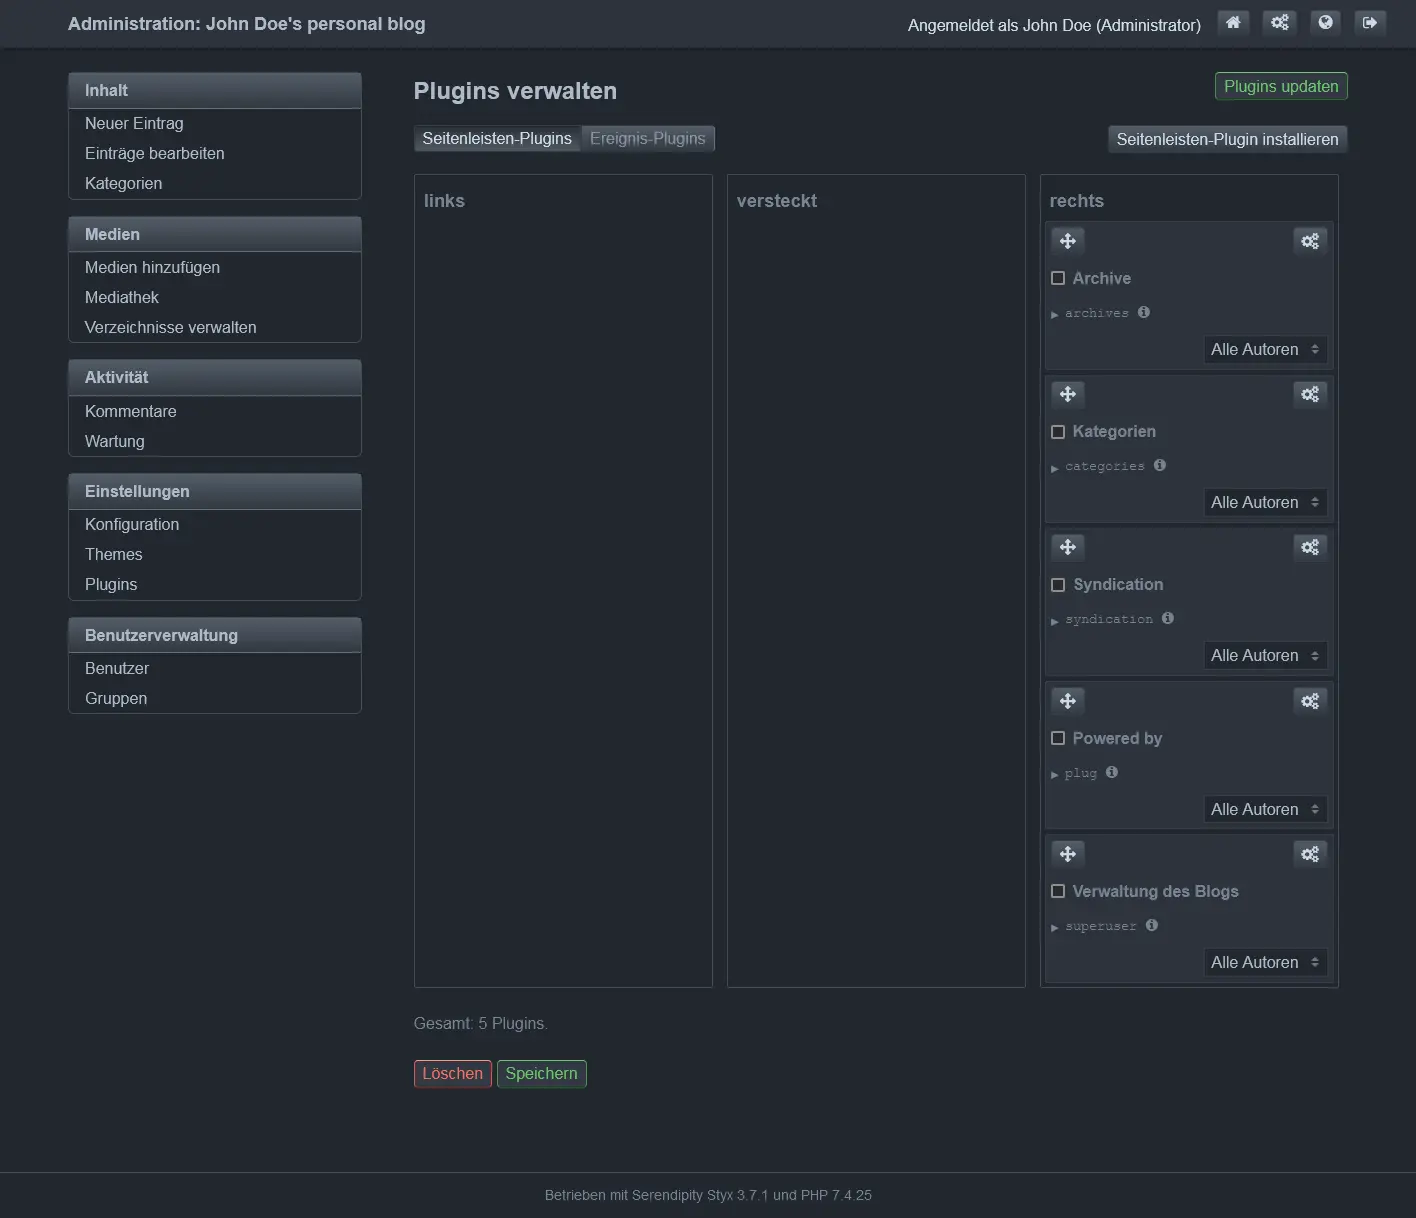 Administration: John Doe's personal blog
Angemeldet als John Doe (Administrator)
Inhalt
Neuer Eintrag
Einträge bearbeiten
Kategorien
Medien
Medien hinzufügen
Mediathek
Verzeichnisse verwalten
Aktivität
Kommentare
Wartung
Einstellungen
Konfiguration
Themes
Plugins
Benutzerverwaltung
Benutzer
Gruppen
Plugins verwalten
Plugins updaten
Seitenleisten-Plugins
Ereignis-Plugins
Seitenleisten-Plugin installieren
links
versteckt
rechts
Archive
archives
Alle Autoren
Kategorien
categories
Alle Autoren
Syndication
syndication
Alle Autoren
Powered by
plug
Alle Autoren
Verwaltung des Blogs
superuser
Alle Autoren
Gesamt: 5 Plugins.
Löschen
Speichern
Betrieben mit Serendipity Styx 3.7.1 und PHP 7.4.25